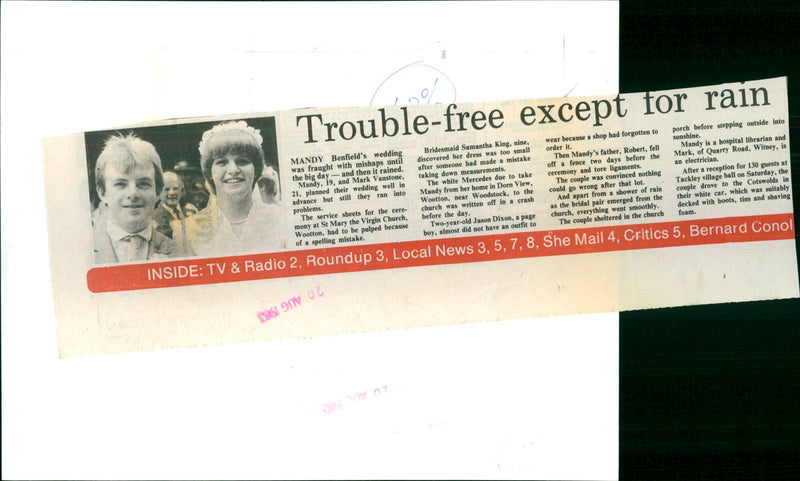 Trouble-free except for rain
MANDY Benfield's wedding
was fraught with mishaps until
the big day — and then it rained.
Mandy, 19, and Mark Vanstone,
21, planned their wedding well in
advance but still they ran into
problems.
The service sheets for the cere-
mony at St Mary the Virgin Church,
Wootton, had to be pulped because
of a spelling mistake.
Bridesmaid Samantha King, nine,
discovered her dress was too small
after someone had made a mistake
taking down measurements.
The white Mercedes due to take
Mandy from her home in Dorn View,
Wootton, near Woodstock, to the
church was written off in a crash
before the day.
Two-year-old Jason Dixon, a page
boy, almost did not have an outfit to
wear because a shop had forgotten to
order it.
Then Mandy's father, Robert, fell
off a fence two days before the
ceremony and tore ligaments.
The couple was convinced nothing
could go wrong after that lot.
And apart from a shower of rain
as the bridal pair emerged from the
church, everything went smoothly.
The couple sheltered in the church
porch before stepping outside into
sunshine.
Mandy is a hospital librarian and
Mark, of Quarry Road, Witney, is
an electrician.
After a reception for 130 guests at
Tackley village hall on Saturday, the
couple drove to the Cotswolds in
their white car, which was suitably
decked with boots, tins and shaving
foam.
INSIDE: TV & Radio 2, Roundup 3, Local News 3, 5, 7, 8, She Mail 4, Critics 5, Bernard Conol
20 AUG 1983
20 AUG 1983